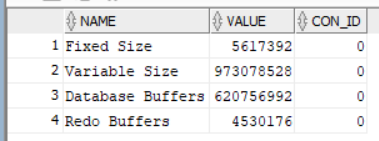 NAME VALUE CON_ID
1 Fixed Size 5617392 0
2 Variable Size 973078528 0
3 Database Buffers 620756992 0
4 Redo Buffers 4530176 0